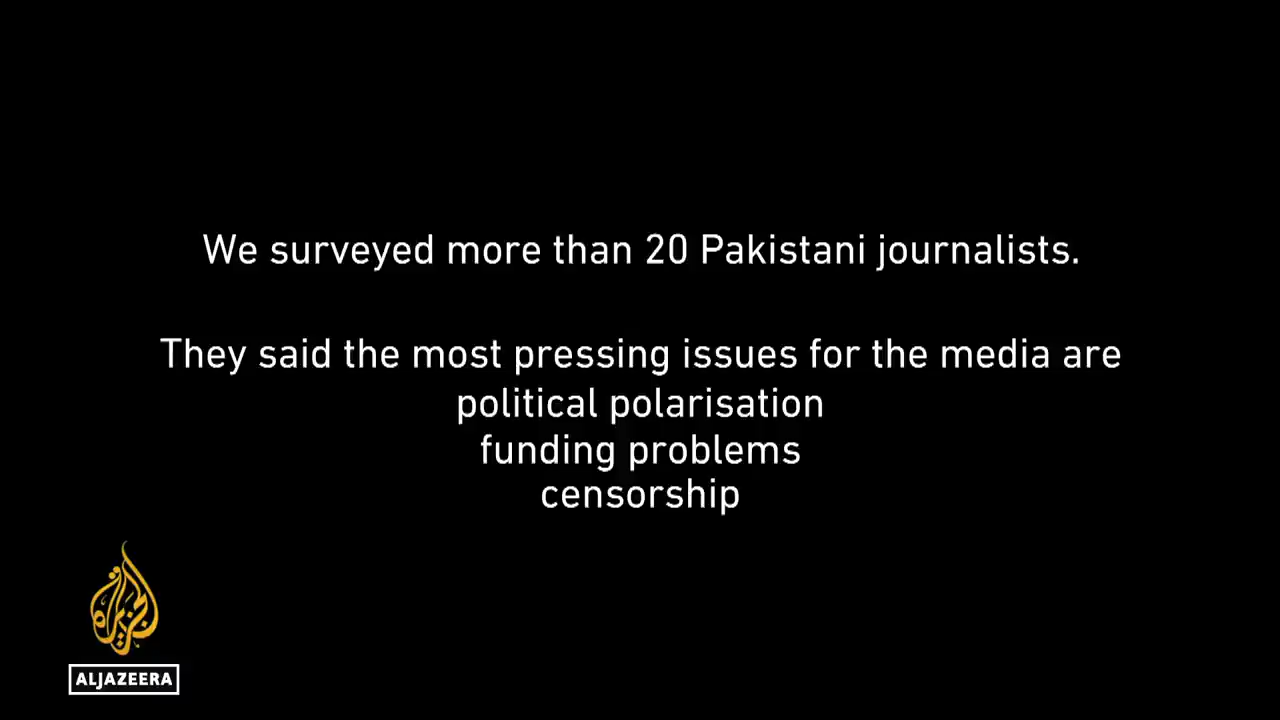 We surveyed more than 20 Pakistani journalists.
They said the most pressing issues for the media are
political polarisation
funding problems
censorship
الجزيرة
ALJAZEERA